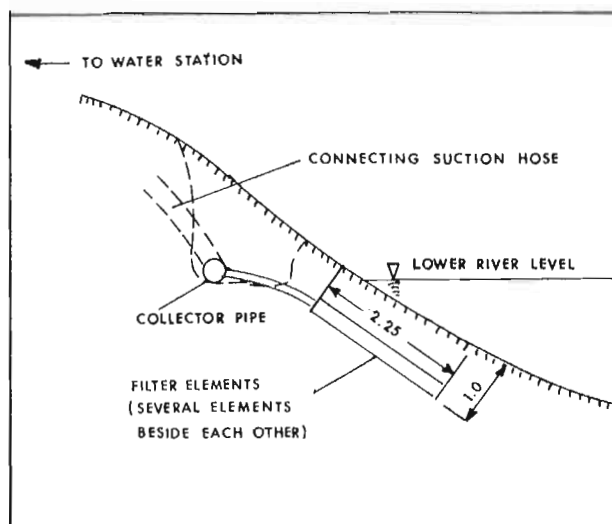 TO WATER STATION
CONNECTING SUCTION HOSE
LOWER RIVER LEVEL
COLLECTOR PIPE
2.25
1.0
FILTER ELEMENTS
(SEVERAL ELEMENTS
BESIDE EACH OTHER)